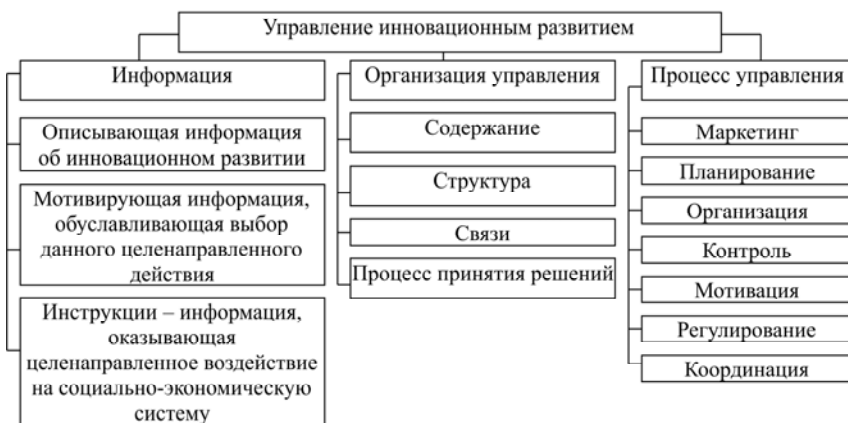 Управление инновационным развитием
Информация
Описывающая информация
об инновационном развитии
Мотивирующая информация,
обуславливающая выбор
данного целенаправленного
действия
Инструкции – информация,
оказывающая
целенаправленное воздействие
на социально-экономическую
систему
Организация управления
Содержание
Структура
Связи
Процесс принятия решений
Процесс управления
Маркетинг
Планирование
Организация
Контроль
Мотивация
Регулирование
Координация